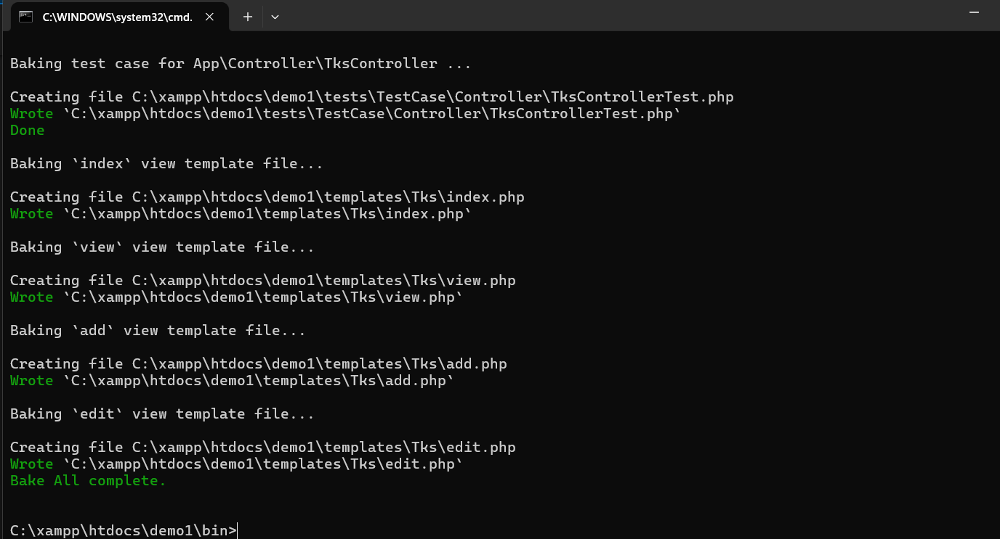 C:\WINDOWS\system32\cmd.
Baking test case for App\Controller\TksController ...
Creating file C:\xampp\htdocs\demo1\tests\TestCase\Controller\TksControllerTest.php
Wrote `C:\xampp\htdocs\demo1\tests\TestCase\Controller\TksControllerTest.php`
Done
Baking `index` view template file...
Creating file C:\xampp\htdocs\demo1\templates\Tks\index.php
Wrote `C:\xampp\htdocs\demo1\templates\Tks\index.php`
Baking `view` view template file...
Creating file C:\xampp\htdocs\demo1\templates\Tks\view.php
Wrote `C:\xampp\htdocs\demo1\templates\Tks\view.php`
Baking `add` view template file...
Creating file C:\xampp\htdocs\demo1\templates\Tks\add.php
Wrote `C:\xampp\htdocs\demo1\templates\Tks\add.php`
Baking `edit` view template file...
Creating file C:\xampp\htdocs\demo1\templates\Tks\edit.php
Wrote `C:\xampp\htdocs\demo1\templates\Tks\edit.php`
Bake All complete.
C:\xampp\htdocs\demo1\bin>